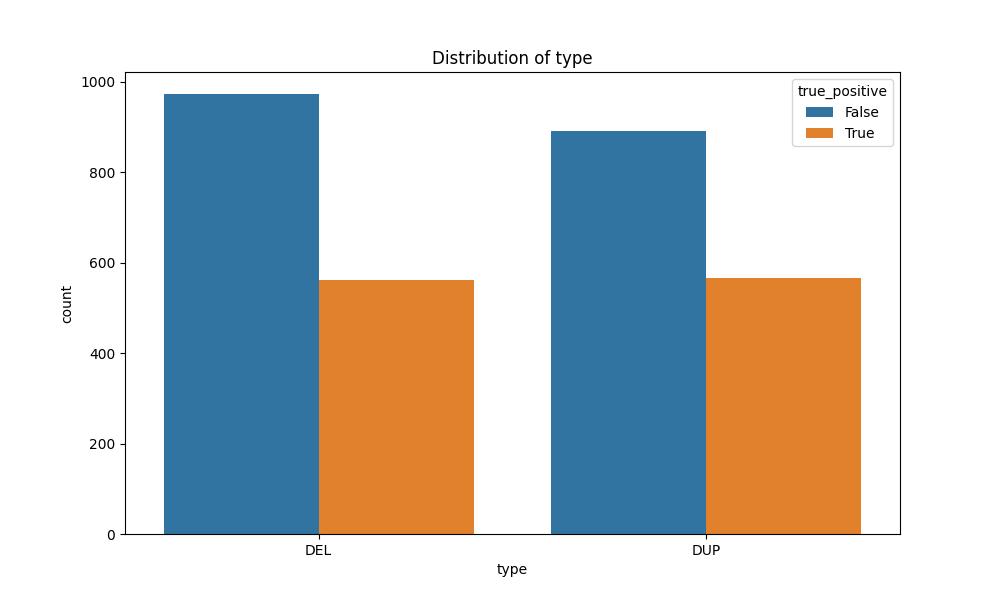 Distribution of type
true_positive
False
True
1000
800
600
400
200
0
count
DEL
DUP
type